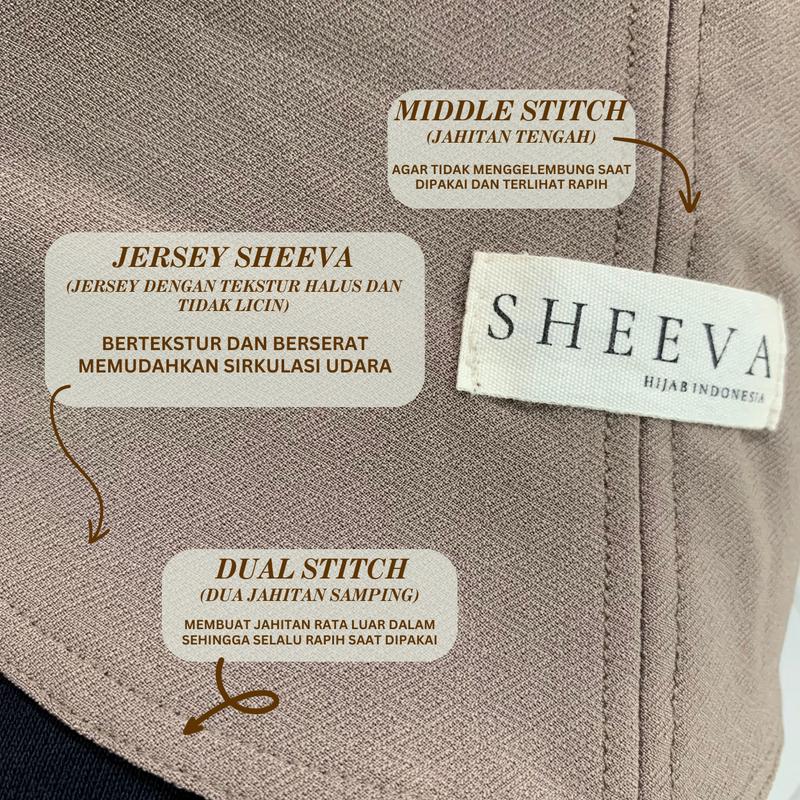 MIDDLE STITCH
(JAHITAN TENGAH)
AGAR TIDAK MENGGELEMBUNG SAAT
DIPAKAI DAN TERLIHAT RAPIH
JERSEY SHEEVA
(JERSEY DENGAN TEKSTUR HALUS DAN
TIDAK LICIN)
BERTEKSTUR DAN BERSERAT
MEMUDAHKAN SIRKULASI UDARA
SHEEVA
HIJAB INDONESIA
DUAL STITCH
(DUA JAHITAN SAMPING)
MEMBUAT JAHITAN RATA LUAR DALAM
SEHINGGA SELALU RAPIH SAAT DIPAKAI